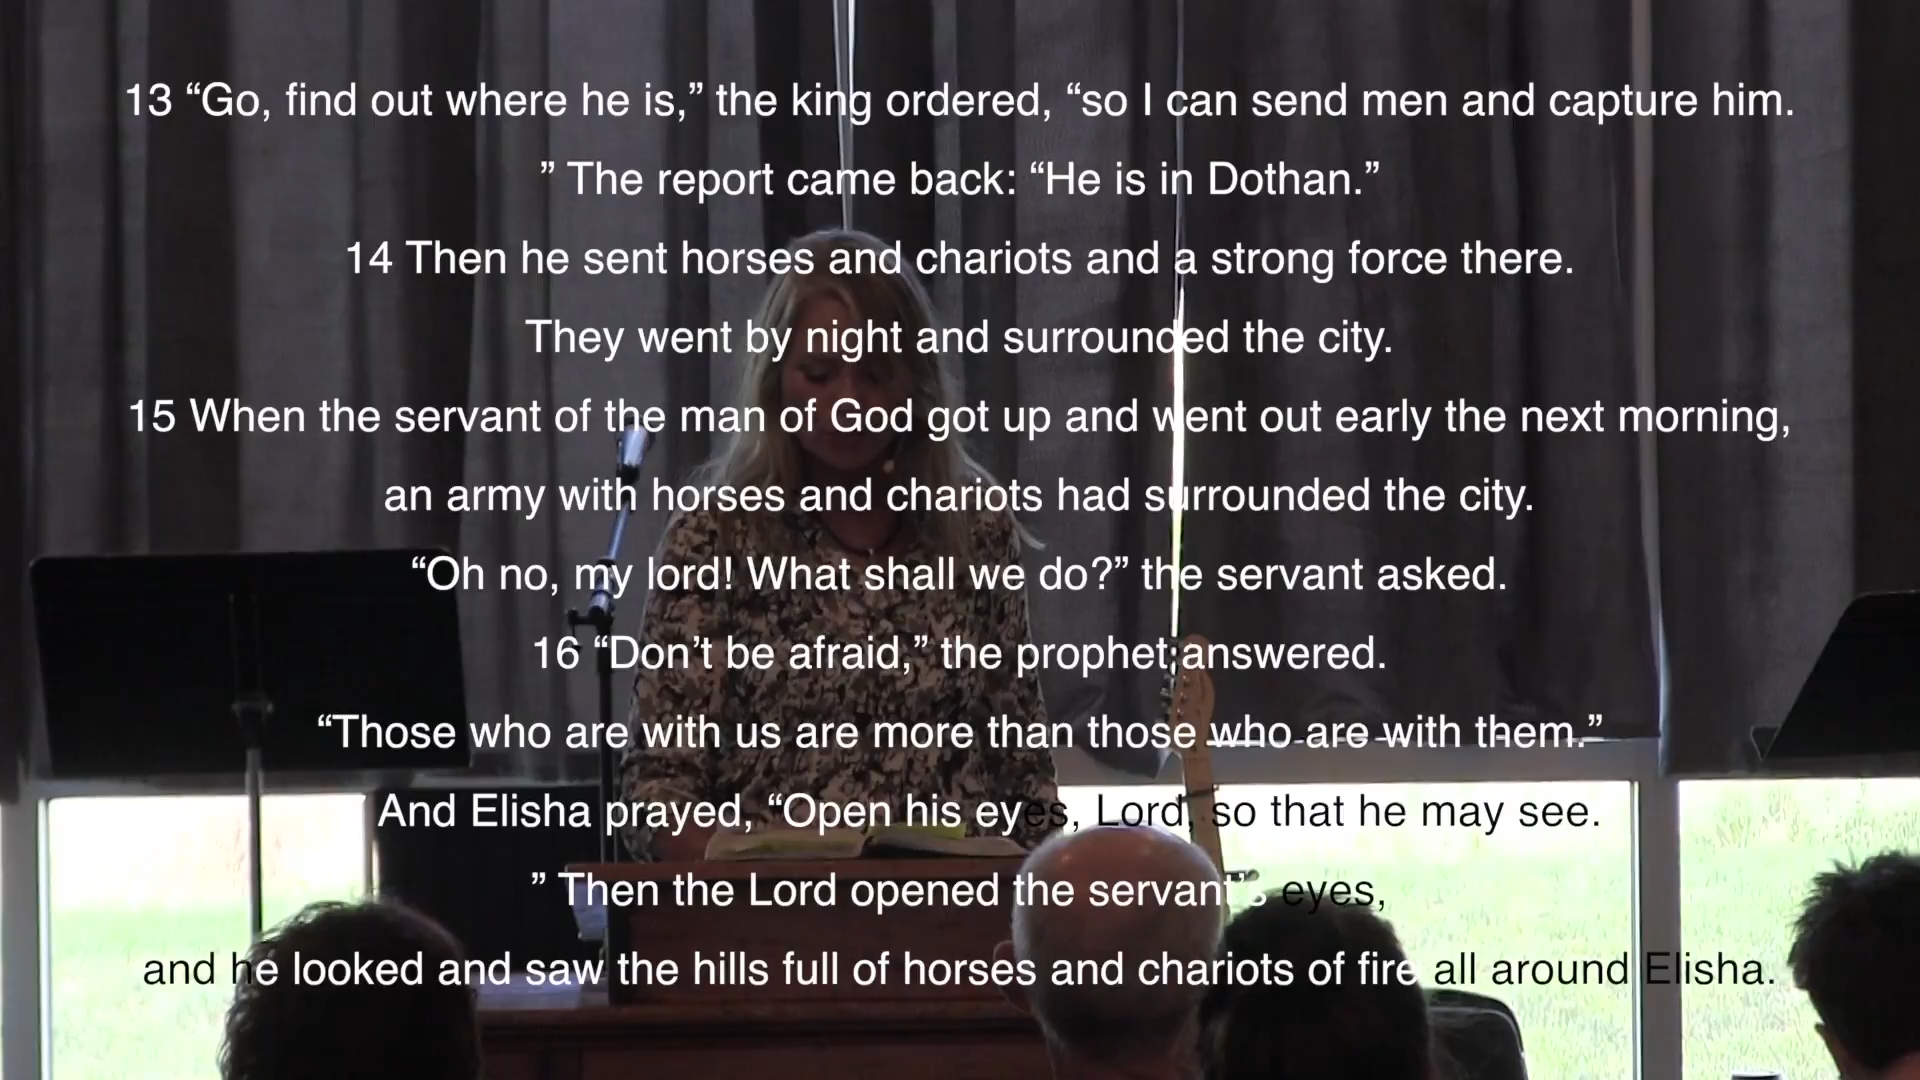 13 “Go, find out where he is,” the king ordered, “so I can send men and capture him.
” The report came back: “He is in Dothan.”
14 Then he sent horses and chariots and a strong force there.
They went by night and surrounded the city.
15 When the servant of the man of God got up and went out early the next morning,
an army with horses and chariots had surrounded the city.
“Oh no, my lord! What shall we do?” the servant asked.
16 “Don’t be afraid,” the prophet answered.
“Those who are with us are more than those who are with them.”
And Elisha prayed, “Open his eyes, Lord, so that he may see.
” Then the Lord opened the servant’s eyes,
and he looked and saw the hills full of horses and chariots of fire all around Elisha.